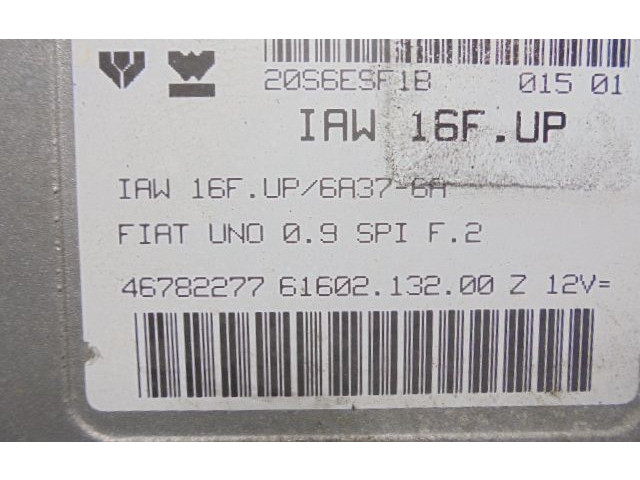 20S6ESF1B 015 01
IAW 16F.UP
IAW 16F.UP/6A37-6A
FIAT UNO 0.9 SPI F.2
46782277 61602.132.00 Z 12V=